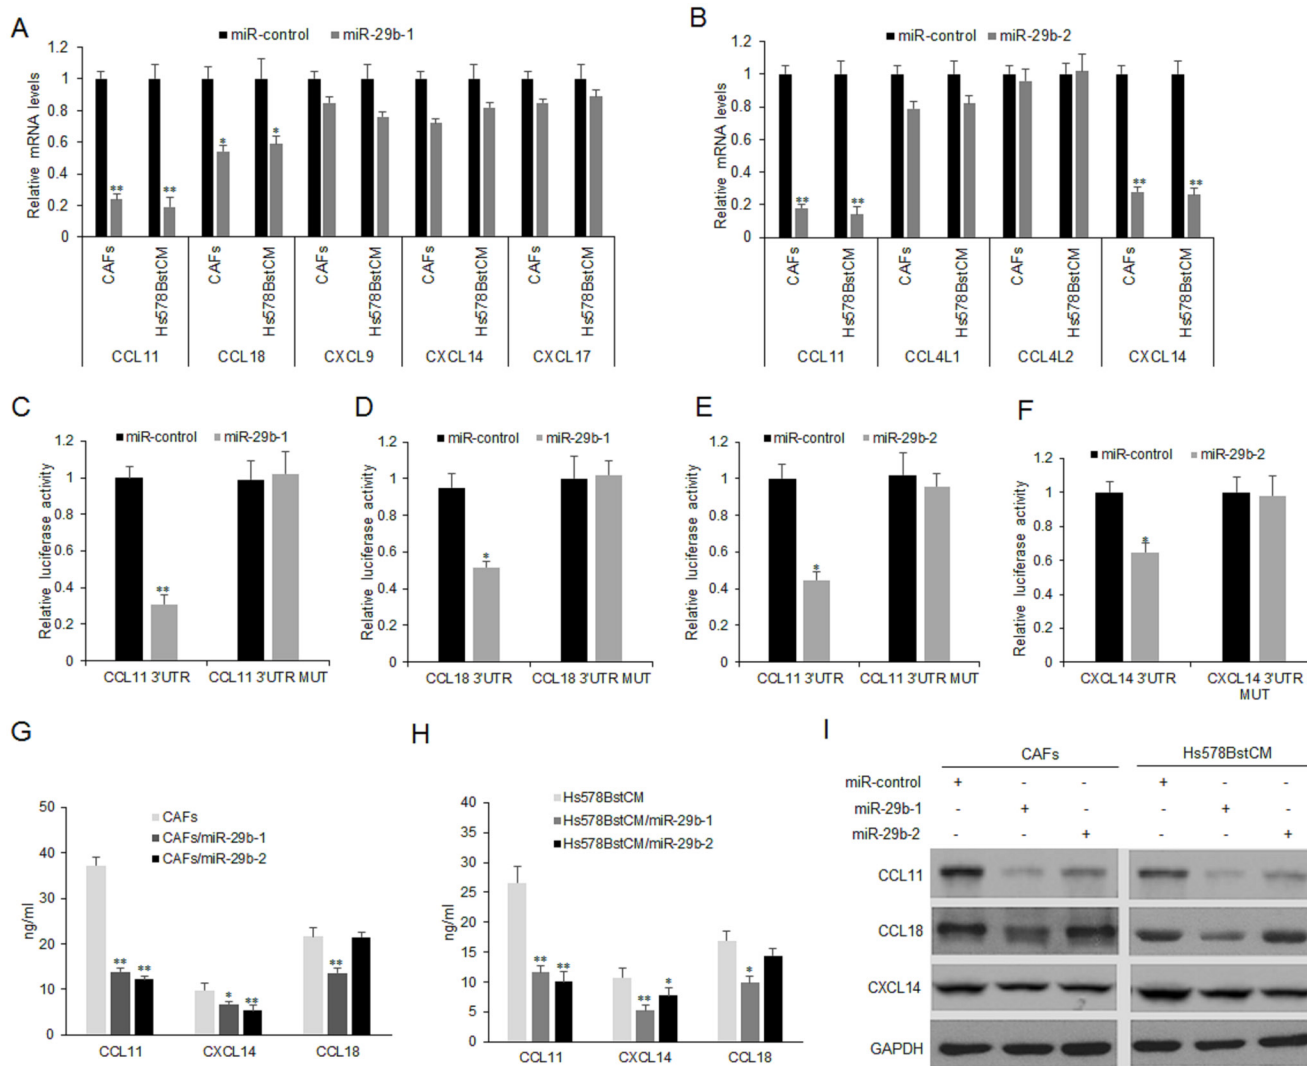 A
miR-control miR-29b-1
Relative mRNA levels
1.2
1
0.8
0.6
0.4
0.2
0
** ** * *
CAFs Hs578BstCM CAFs Hs578BstCM CAFs Hs578BstCM CAFs Hs578BstCM CAFs Hs578BstCM
CCL11 CCL18 CXCL9 CXCL14 CXCL17
B
miR-control miR-29b-2
Relative mRNA levels
1.2
1
0.8
0.6
0.4
0.2
0
** ** ** **
CAFs Hs578BstCM CAFs Hs578BstCM CAFs Hs578BstCM CAFs Hs578BstCM
CCL11 CCL4L1 CCL4L2 CXCL14
C
miR-control miR-29b-1
Relative luciferase activity
1.2
1
0.8
0.6
0.4
0.2
0
**
CCL11 3'UTR CCL11 3'UTR MUT
D
miR-control miR-29b-1
Relative luciferase activity
1.2
1
0.8
0.6
0.4
0.2
0
*
CCL18 3'UTR CCL18 3'UTR MUT
E
miR-control miR-29b-2
Relative luciferase activity
1.2
1
0.8
0.6
0.4
0.2
0
*
CCL11 3'UTR CCL11 3'UTR MUT
F
miR-control miR-29b-2
Relative luciferase activity
1.2
1
0.8
0.6
0.4
0.2
0
*
CXCL14 3'UTR CXCL14 3'UTR
MUT
G
CAFs
CAFs/miR-29b-1
CAFs/miR-29b-2
ng/ml
50
40
30
20
10
0
** ** * ** **
CCL11 CXCL14 CCL18
H
Hs578BstCM
Hs578BstCM/miR-29b-1
Hs578BstCM/miR-29b-2
ng/ml
40
35
30
25
20
15
10
5
0
** ** ** * *
CCL11 CXCL14 CCL18
I
CAFs Hs578BstCM
miR-control + - - + - -
miR-29b-1 - + - - + -
miR-29b-2 - - + - - +
CCL11
CCL18
CXCL14
GAPDH